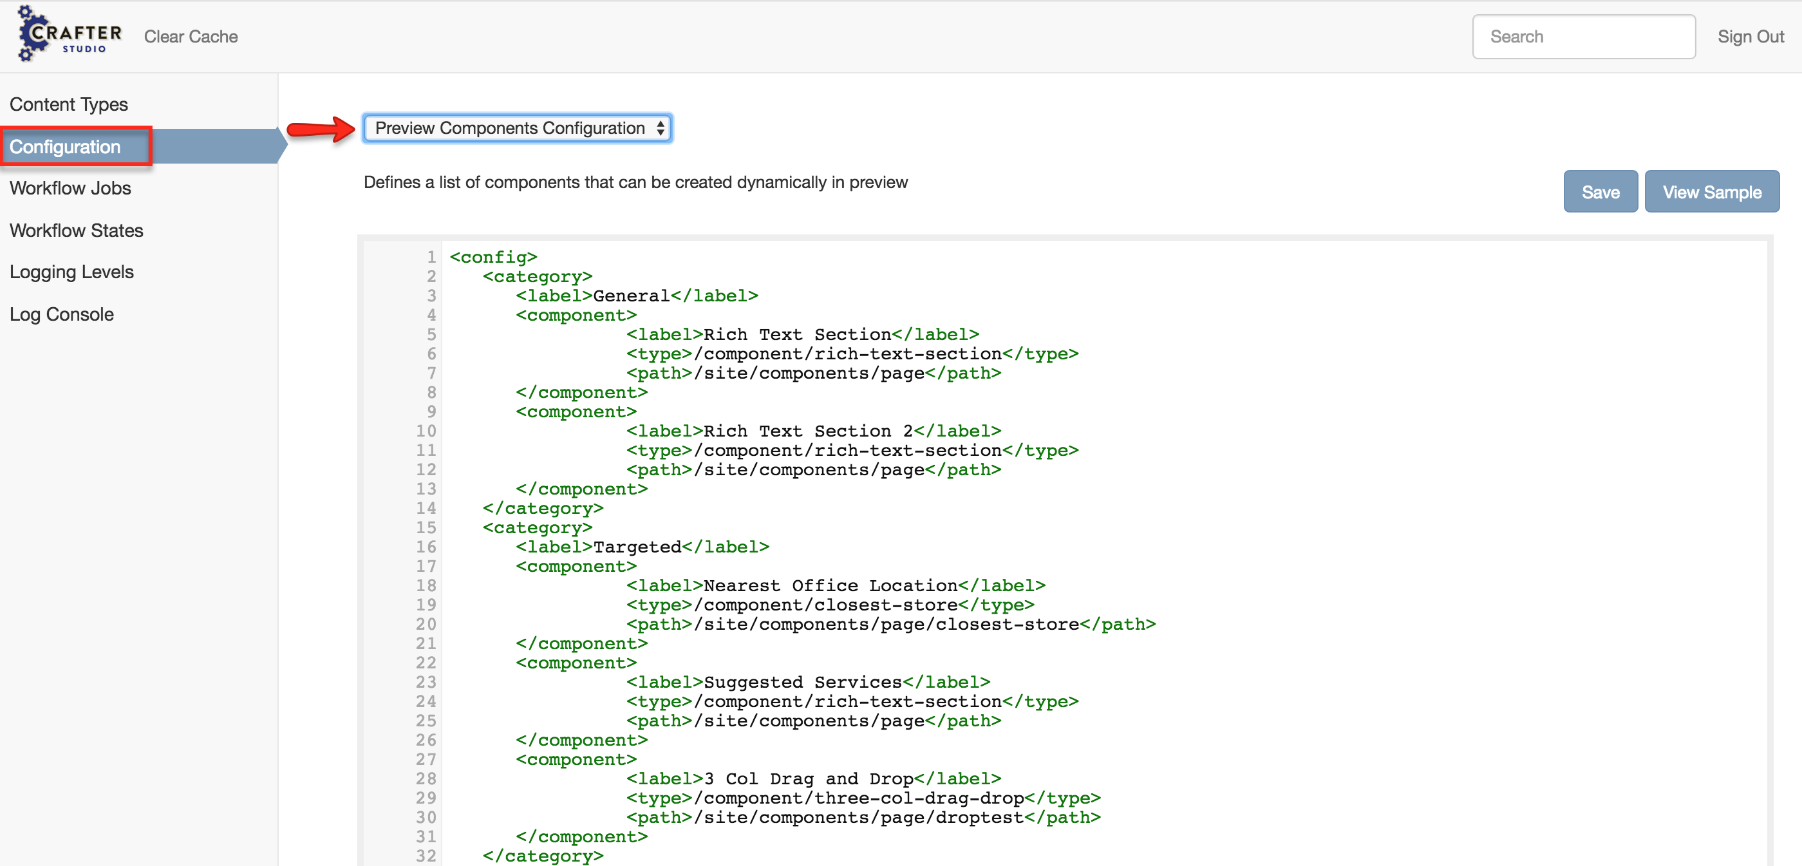 CRAFTER
STUDIO
Clear Cache
Search
Sign Out
Content Types
Configuration
Workflow Jobs
Workflow States
Logging Levels
Log Console
Preview Components Configuration
Defines a list of components that can be created dynamically in preview
Save
View Sample
1 <config>
2    <category>
3       <label>General</label>
4       <component>
5                 <label>Rich Text Section</label>
6                 <type>/component/rich-text-section</type>
7                 <path>/site/components/page</path>
8       </component>
9       <component>
10                 <label>Rich Text Section 2</label>
11                 <type>/component/rich-text-section</type>
12                 <path>/site/components/page</path>
13       </component>
14    </category>
15    <category>
16       <label>Targeted</label>
17       <component>
18                 <label>Nearest Office Location</label>
19                 <type>/component/closest-store</type>
20                 <path>/site/components/page/closest-store</path>
21       </component>
22       <component>
23                 <label>Suggested Services</label>
24                 <type>/component/rich-text-section</type>
25                 <path>/site/components/page</path>
26       </component>
27       <component>
28                 <label>3 Col Drag and Drop</label>
29                 <type>/component/three-col-drag-drop</type>
30                 <path>/site/components/page/droptest</path>
31       </component>
32    </category>